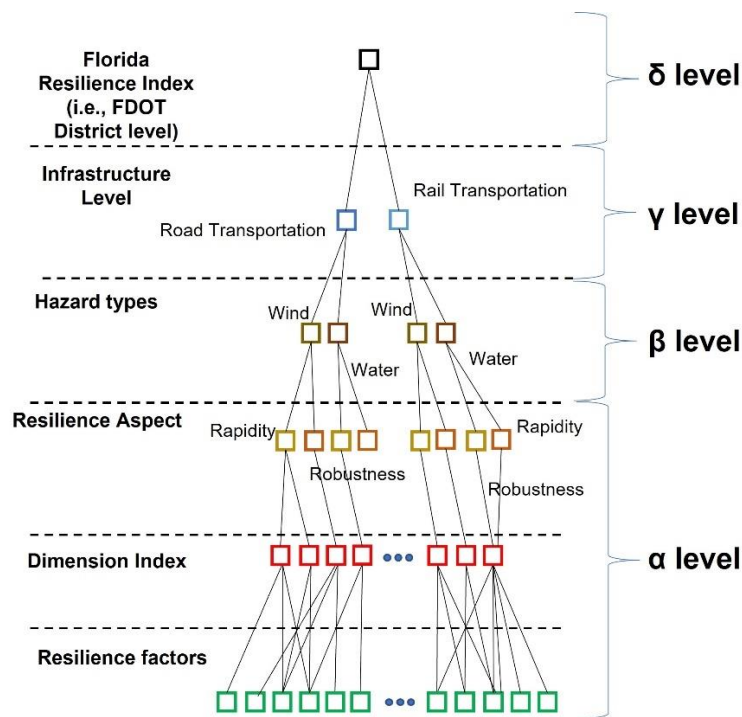 Florida
Resilience Index
(i.e., FDOT
District level)
δ level
Infrastructure
Level
Rail Transportation
Road Transportation
γ level
Hazard types
Wind
Wind
Water
Water
β level
Resilience Aspect
Rapidity
Rapidity
Robustness
Robustness
Dimension Index
α level
Resilience factors